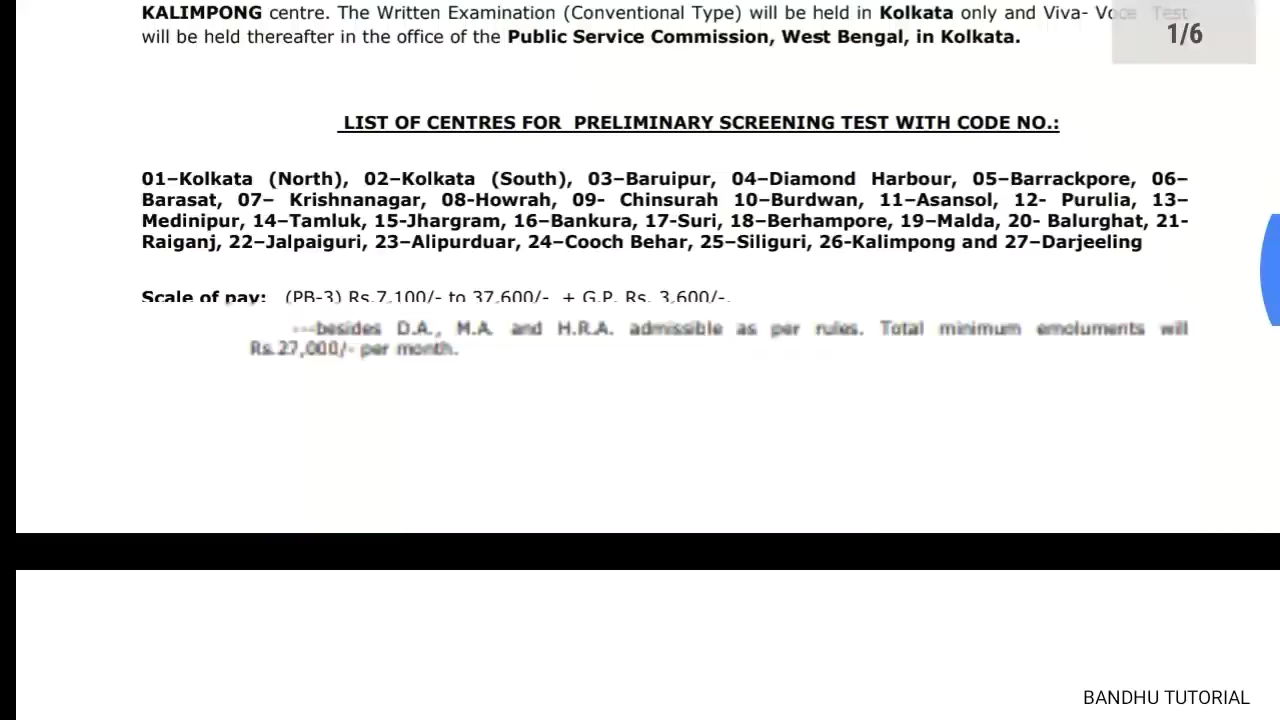 KALIMPONG centre. The Written Examination (Conventional Type) will be held in Kolkata only and Viva- Voce Test
will be held thereafter in the office of the Public Service Commission, West Bengal, in Kolkata.
1/6
LIST OF CENTRES FOR PRELIMINARY SCREENING TEST WITH CODE NO.:
01–Kolkata (North), 02–Kolkata (South), 03–Baruipur, 04–Diamond Harbour, 05–Barrackpore, 06–
Barasat, 07– Krishnanagar, 08-Howrah, 09- Chinsurah 10–Burdwan, 11–Asansol, 12- Purulia, 13–
Medinipur, 14–Tamluk, 15-Jhargram, 16–Bankura, 17-Suri, 18–Berhampore, 19–Malda, 20- Balurghat, 21-
Raiganj, 22–Jalpaiguri, 23–Alipurduar, 24–Cooch Behar, 25–Siliguri, 26-Kalimpong and 27–Darjeeling
Scale of pay: (PB-3) Rs.7,100/- to 37,600/- + G.P. Rs. 3,600/-.
---besides D.A., M.A. and H.R.A. admissible as per rules. Total minimum emoluments will
Rs.27,000/- per month.
BANDHU TUTORIAL